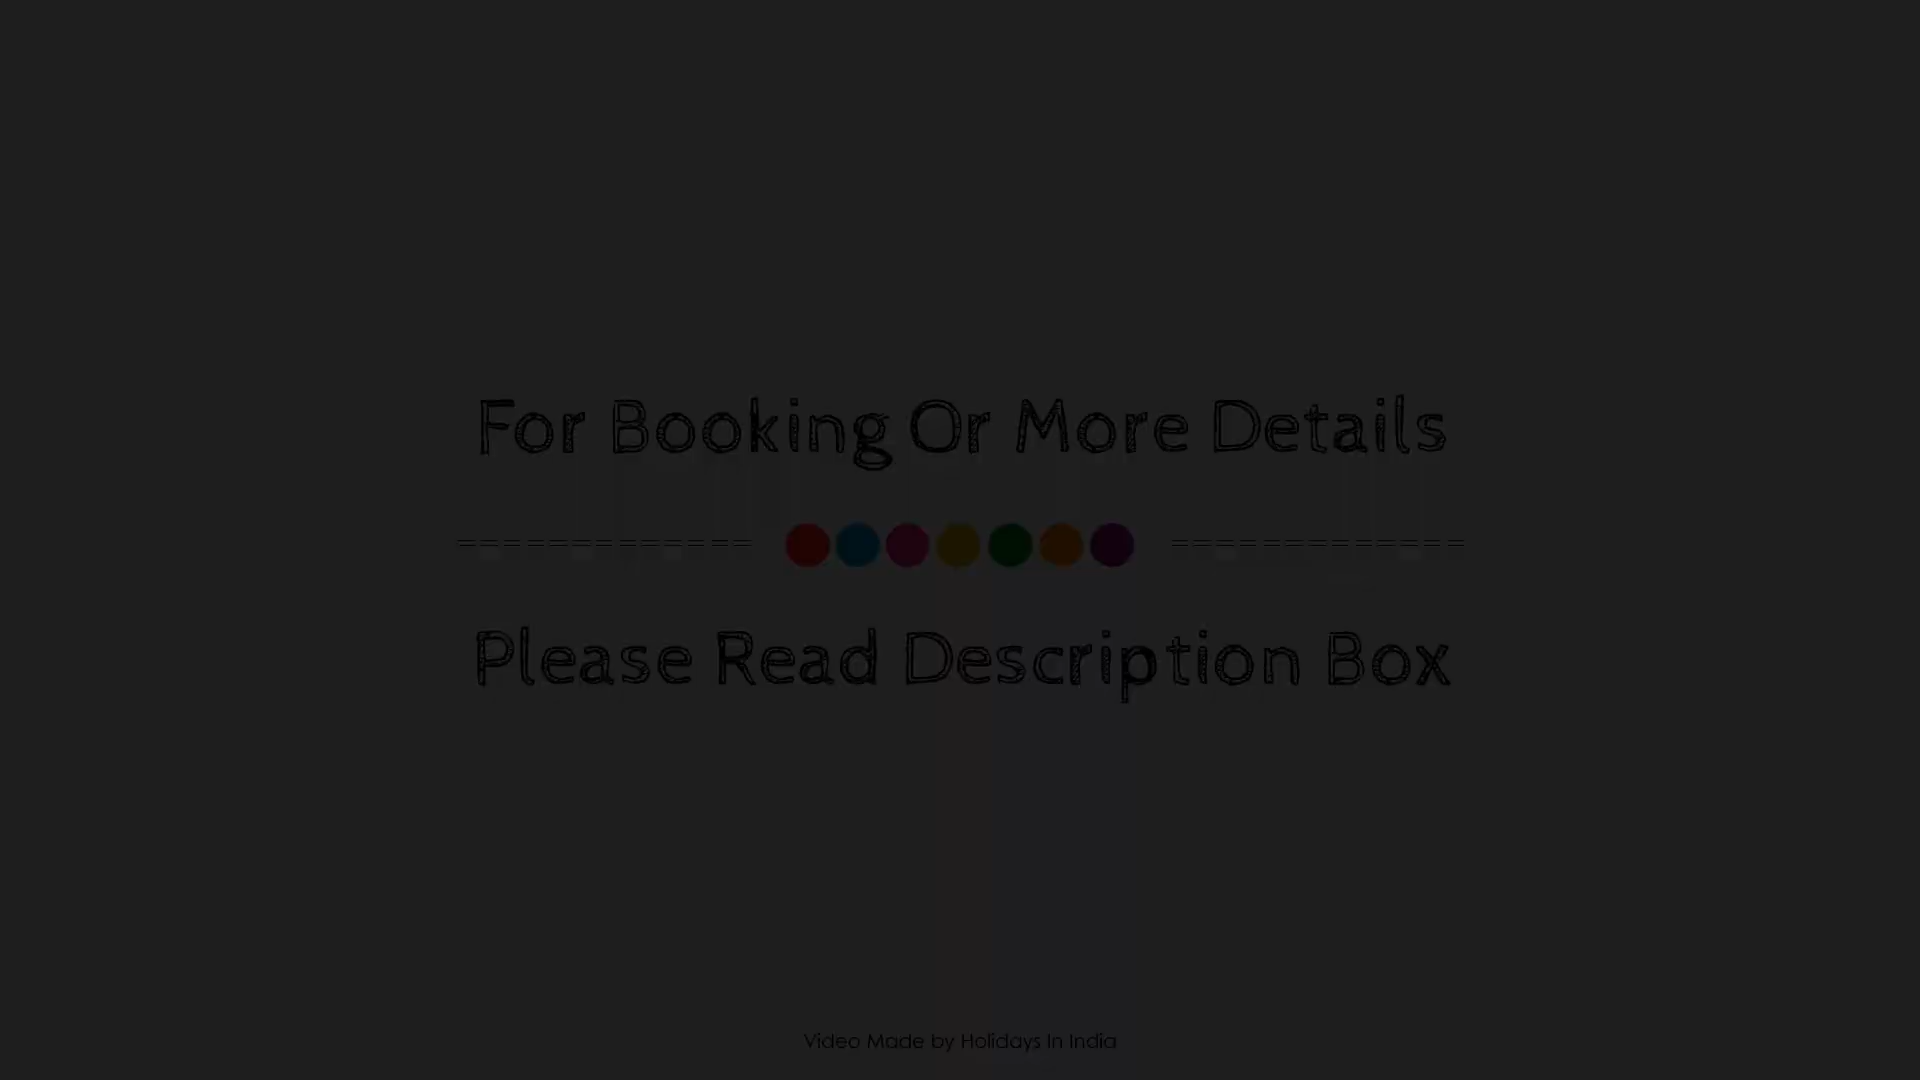 For Booking Or More Details
============= =============
Please Read Description Box
Video Made by Holidays In India